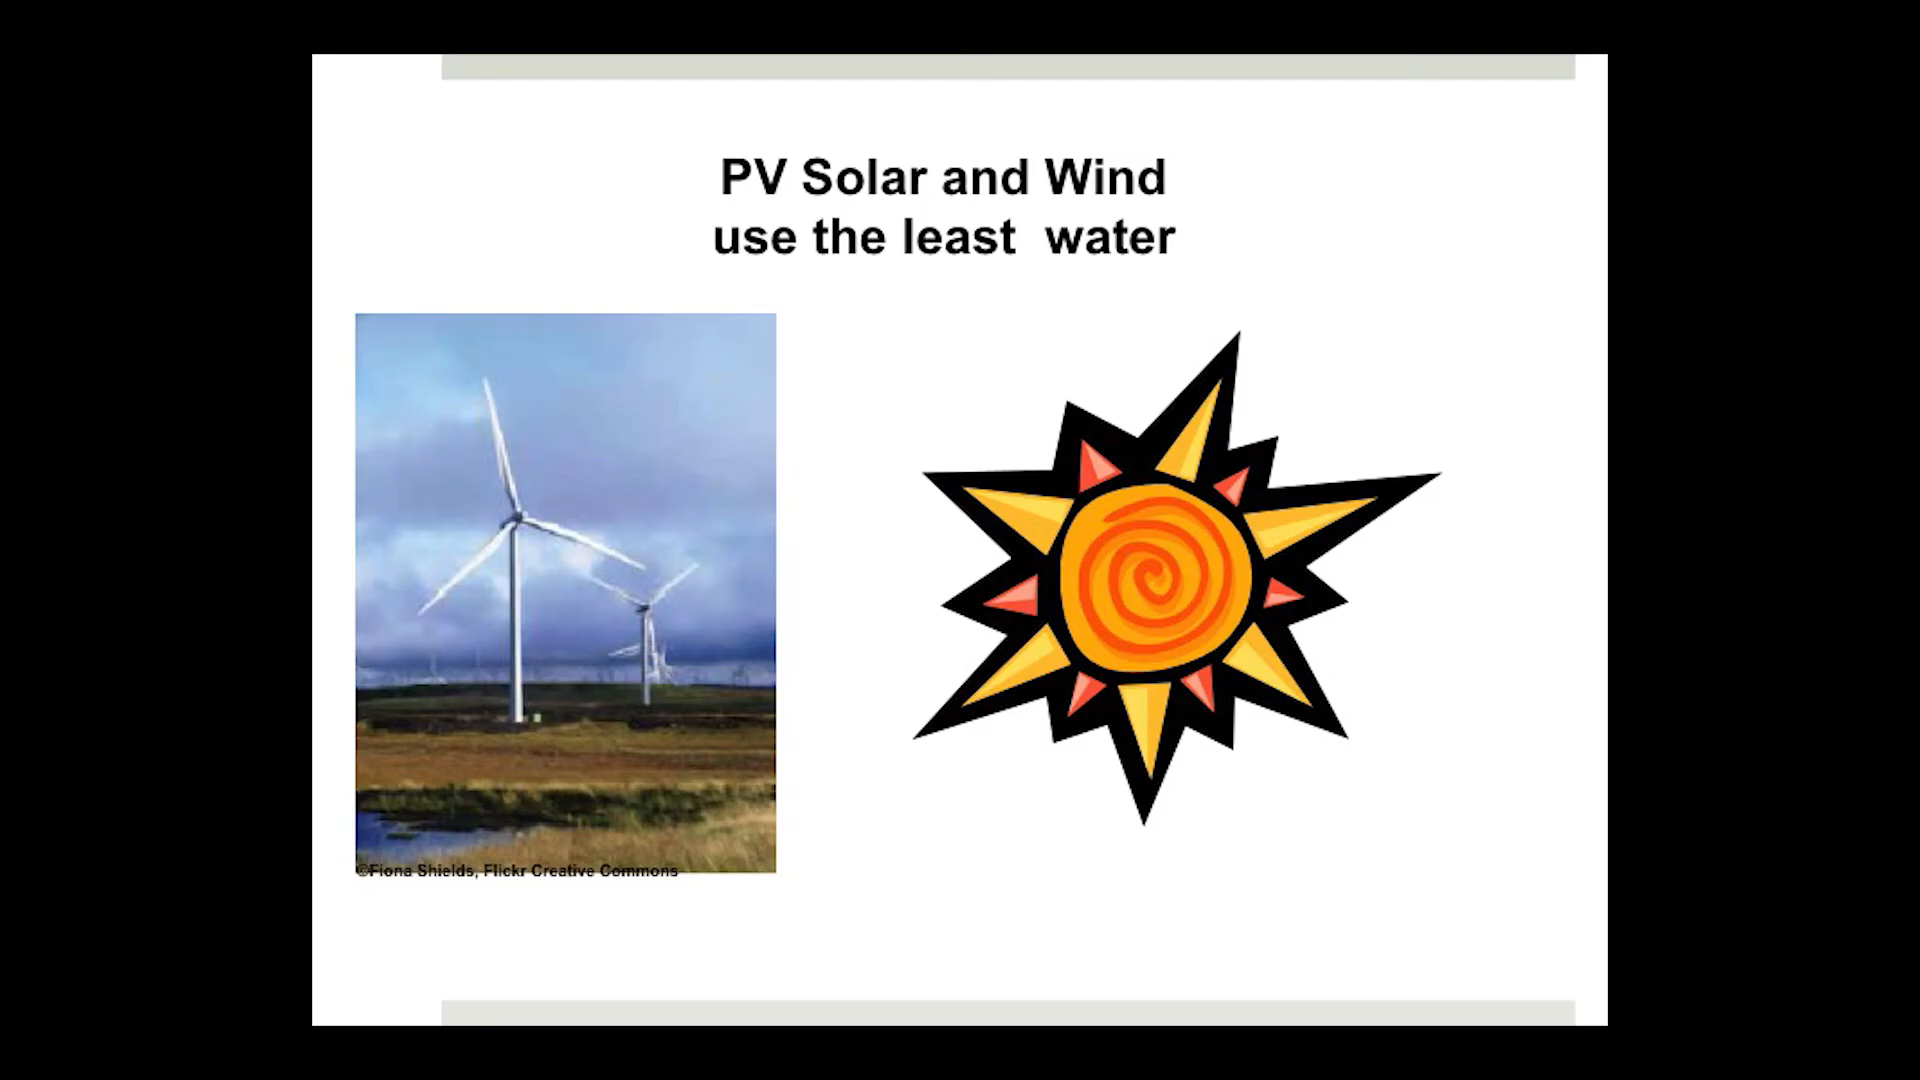 PV Solar and Wind
use the least  water
©Fiona Shields, Flickr Creative Commons